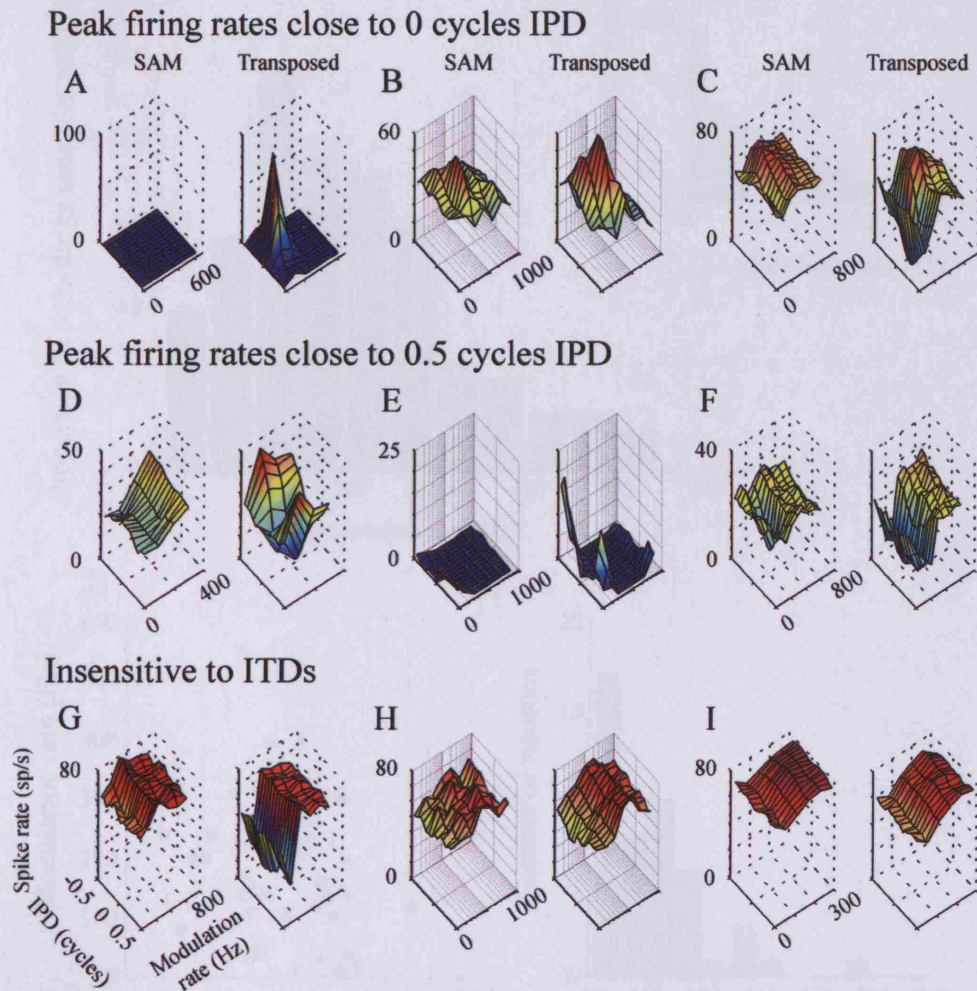 Peak firing rates close to 0 cycles IPD
A SAM Transposed B SAM Transposed C SAM Transposed
100 60 80
0 0 600 0 0 1000 0 0 800
Peak firing rates close to 0.5 cycles IPD
D E F
50 25 40
0 0 400 0 0 1000 0 0 800
Insensitive to ITDs
G H I
80 80 80
0 0 0
Spike rate (sp/s)
-0.5 0 0.5
IPD (cycles)
800
Modulation
rate (Hz)
0 1000
0 300